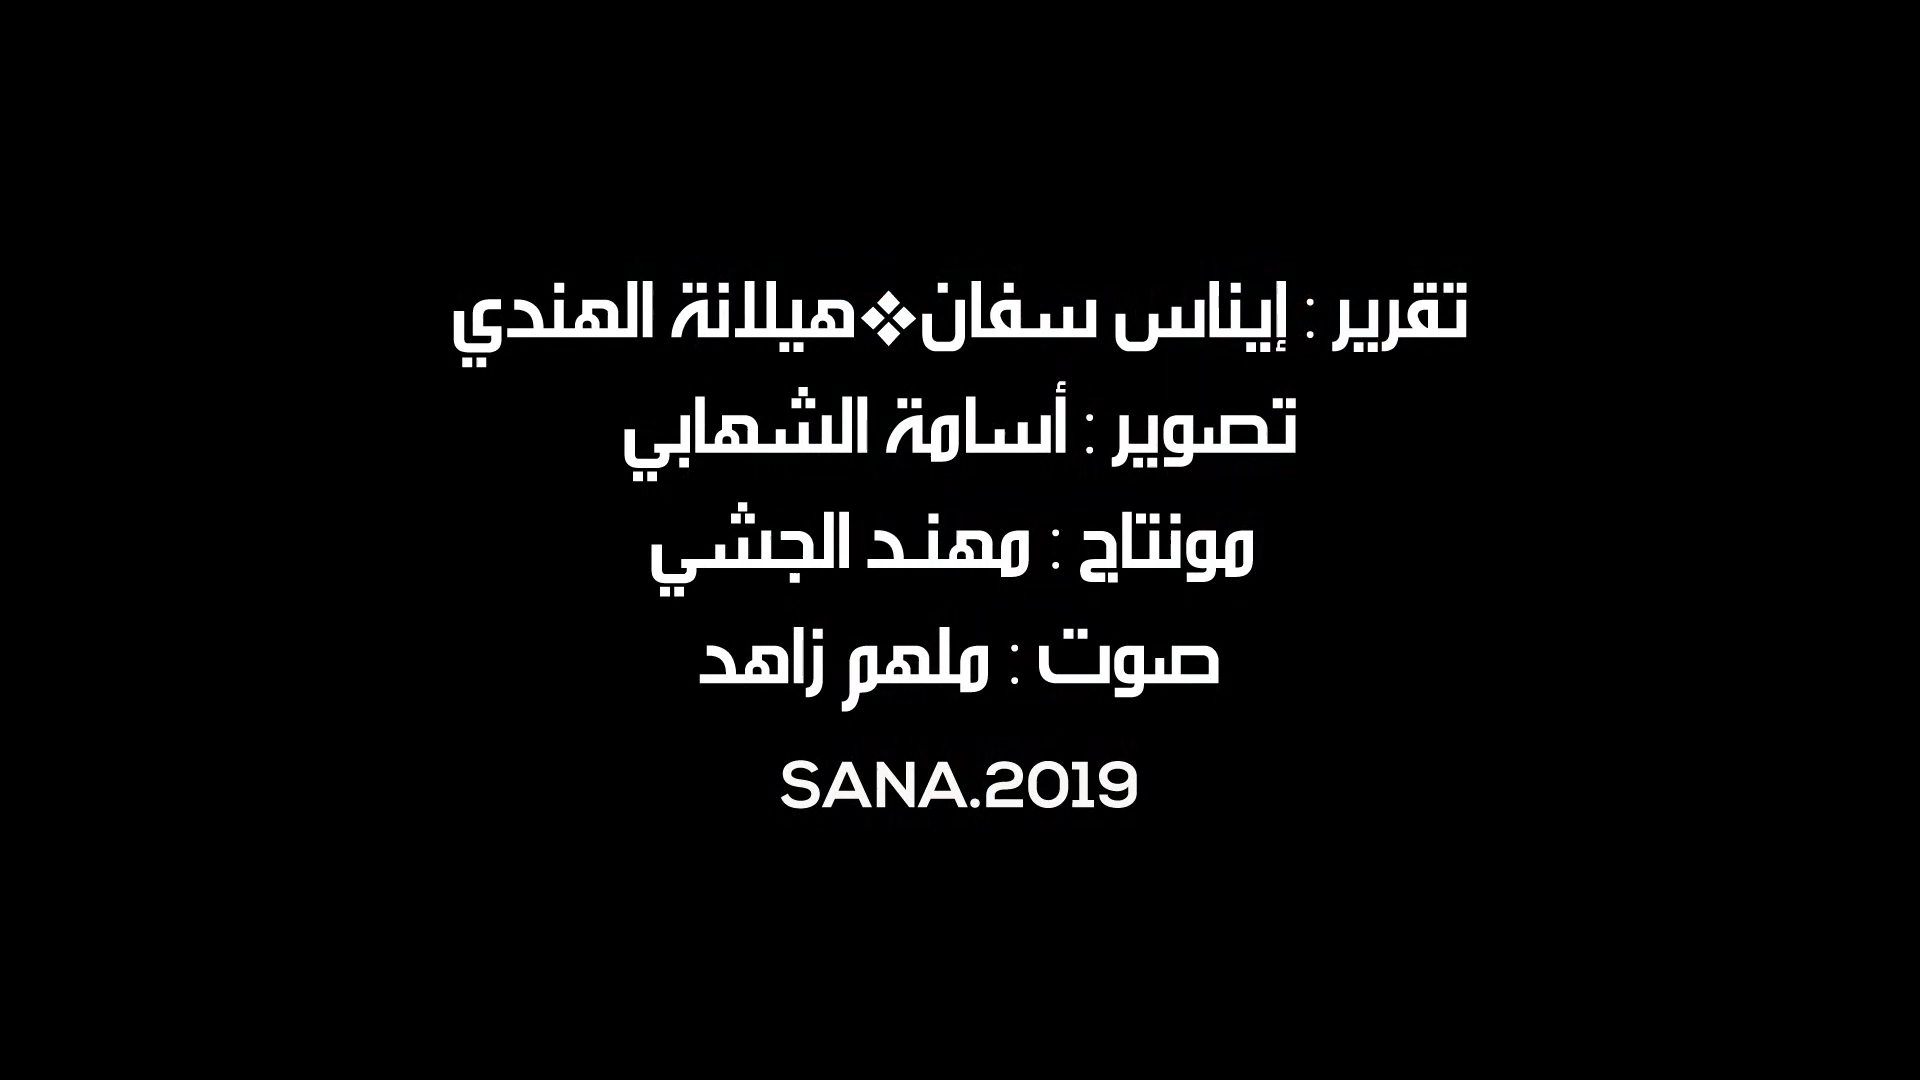 تقرير : إيناس سفان❖هيلانة الهندي
تصوير : أسامة الشهابي
مونتاج : مهند الجشي
صوت : ملهم زاهد
SANA.2019